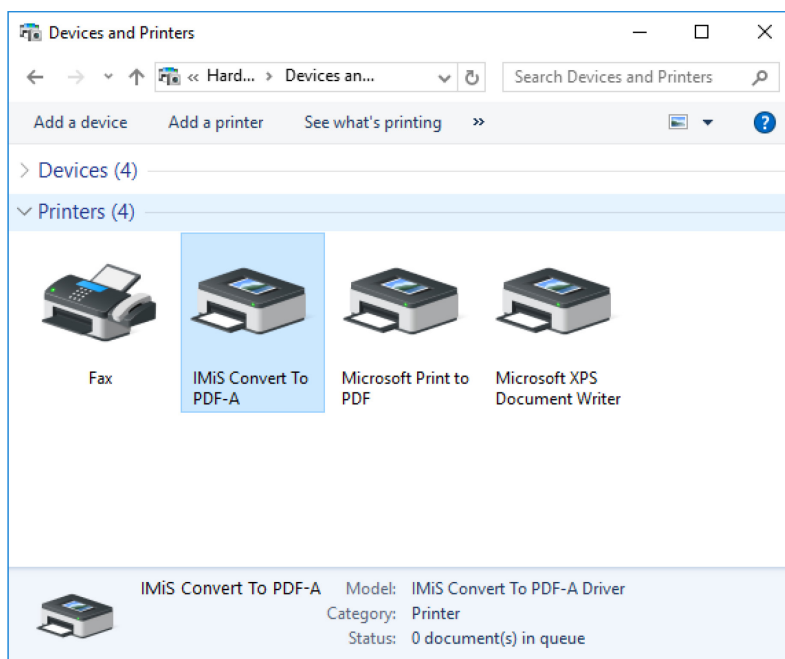 Devices and Printers
« Hard... > Devices an...
Search Devices and Printers
Add a device Add a printer See what's printing »
?
Devices (4)
Printers (4)
Fax
IMiS Convert To
PDF-A
Microsoft Print to
PDF
Microsoft XPS
Document Writer
IMiS Convert To PDF-A Model: IMiS Convert To PDF-A Driver
Category: Printer
Status: 0 document(s) in queue